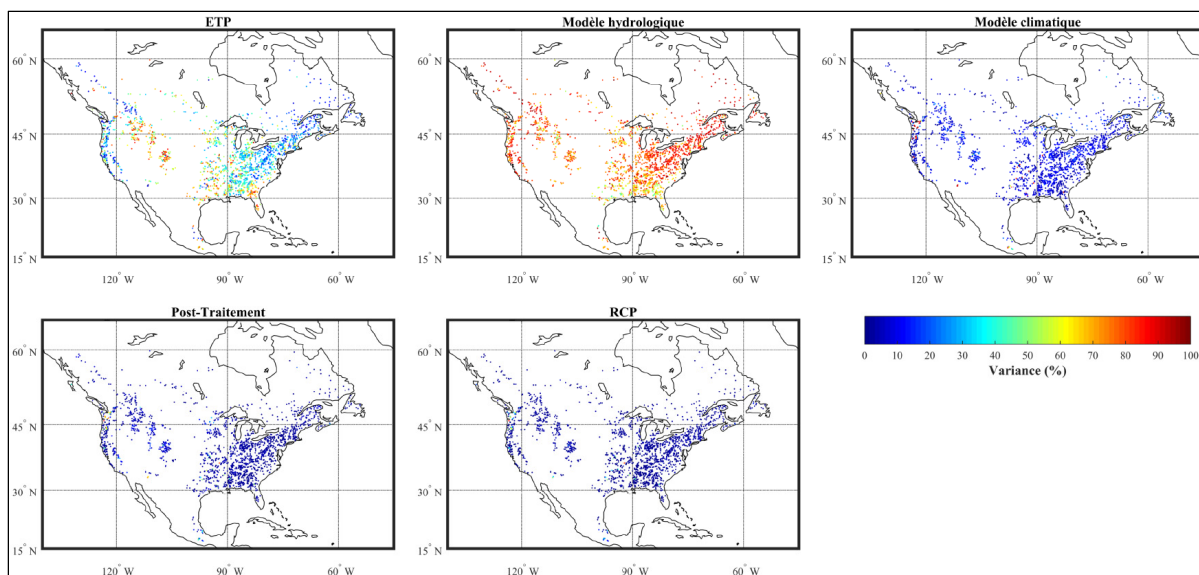 ETP
Modèle hydrologique
Modèle climatique
60° N
45° N
30° N
15° N
120° W
90° W
60° W
60° N
45° N
30° N
15° N
120° W
90° W
60° W
60° N
45° N
30° N
15° N
120° W
90° W
60° W
Post-Traitement
RCP
60° N
45° N
30° N
15° N
120° W
90° W
60° W
60° N
45° N
30° N
15° N
120° W
90° W
60° W
0 10 20 30 40 50 60 70 80 90 100
Variance (%)